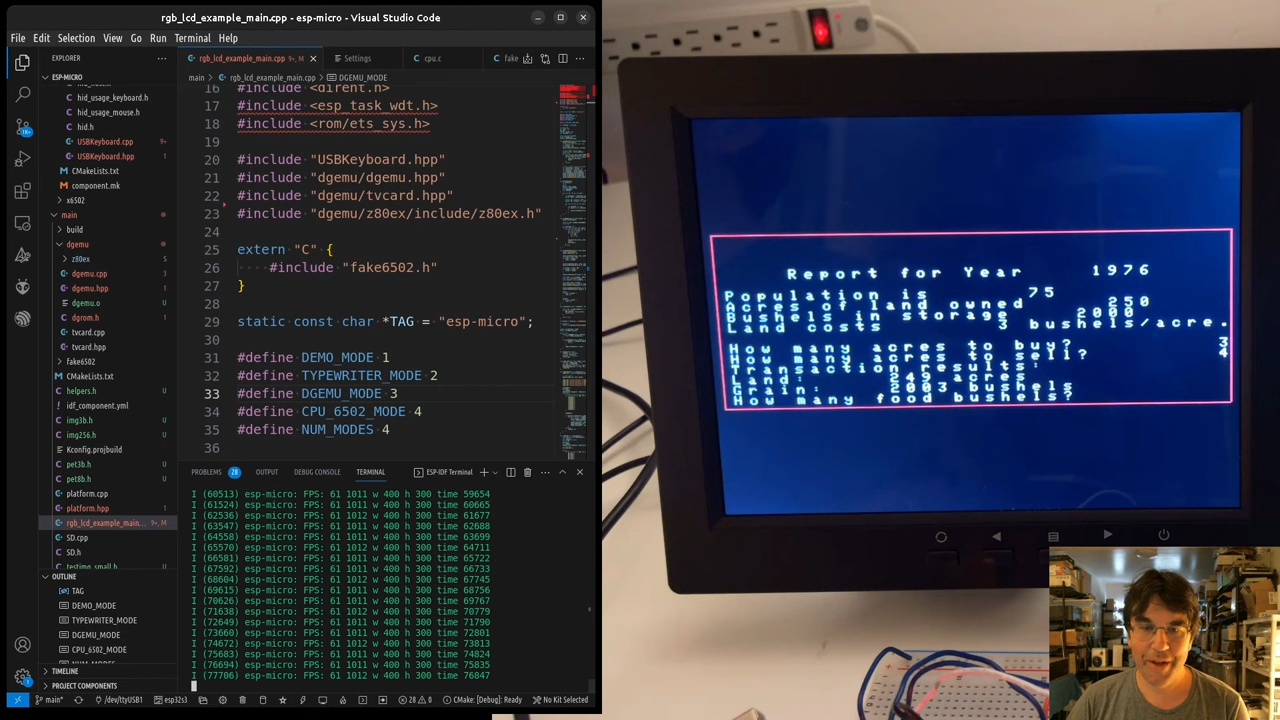 rgb_lcd_example_main.cpp - esp-micro - Visual Studio Code
File Edit Selection View Go Run Terminal Help
EXPLORER
ESP-MICRO
hid_usage_keyboard.h
hid_usage_mouse.h
hid.h
USBKeyboard.cpp 9+
USBKeyboard.hpp 1
CMakeLists.txt
component.mk
x6502
main
build
dgemu
z80ex 5
dgemu.cpp 1
dgemu.hpp 1
dgemu.o U
dgrom.h 1
tvcard.cpp
tvcard.hpp
fake6502
CMakeLists.txt
helpers.h U
idf_component.yml
img3b.h U
img256.h U
Kconfig.projbuild
pet3b.h U
pet8b.h U
platform.cpp
platform.hpp 1
rgb_lcd_example_main... 9+, M
SD.cpp
SD.h
testimg_small.h U
OUTLINE
TAG
DEMO_MODE
TYPEWRITER_MODE
DGEMU_MODE
CPU_6502_MODE
TIMELINE
PROJECT COMPONENTS
rgb_lcd_example_main.cpp 9+, M Settings cpu.c fake
main > rgb_lcd_example_main.cpp > DGEMU_MODE
16 #include <dirent.h>
17 #include <esp_task_wdt.h>
18 #include <rom/ets_sys.h>
19
20 #include "USBKeyboard.hpp"
21 #include "dgemu/dgemu.hpp"
22 #include "dgemu/tvcard.hpp"
23 #include "dgemu/z80ex/include/z80ex.h"
24
25 extern "C" {
26 #include "fake6502.h"
27 }
28
29 static const char *TAG = "esp-micro";
30
31 #define DEMO_MODE 1
32 #define TYPEWRITER_MODE 2
33 #define DGEMU_MODE 3
34 #define CPU_6502_MODE 4
35 #define NUM_MODES 4
36
PROBLEMS 28 OUTPUT DEBUG CONSOLE TERMINAL ESP-IDF Terminal
I (60513) esp-micro: FPS: 61 1011 w 400 h 300 time 59654
I (61524) esp-micro: FPS: 61 1011 w 400 h 300 time 60665
I (62536) esp-micro: FPS: 61 1012 w 400 h 300 time 61677
I (63547) esp-micro: FPS: 61 1011 w 400 h 300 time 62688
I (64558) esp-micro: FPS: 61 1011 w 400 h 300 time 63699
I (65570) esp-micro: FPS: 61 1012 w 400 h 300 time 64711
I (66581) esp-micro: FPS: 61 1011 w 400 h 300 time 65722
I (67592) esp-micro: FPS: 61 1011 w 400 h 300 time 66733
I (68604) esp-micro: FPS: 61 1012 w 400 h 300 time 67745
I (69615) esp-micro: FPS: 61 1011 w 400 h 300 time 68756
I (70626) esp-micro: FPS: 61 1011 w 400 h 300 time 69767
I (71638) esp-micro: FPS: 61 1012 w 400 h 300 time 70779
I (72649) esp-micro: FPS: 61 1011 w 400 h 300 time 71790
I (73660) esp-micro: FPS: 61 1011 w 400 h 300 time 72801
I (74672) esp-micro: FPS: 61 1012 w 400 h 300 time 73813
I (75683) esp-micro: FPS: 61 1011 w 400 h 300 time 74824
I (76694) esp-micro: FPS: 61 1011 w 400 h 300 time 75835
I (77706) esp-micro: FPS: 61 1012 w 400 h 300 time 76847
main* /dev/ttyUSB1 esp32s3 28 0 CMake: [Debug]: Ready No Kit Selected
Report for Year 1976
Population is 75
Acres of land owned 250
Bushels in storage 2000
Land costs 3 bushels/acre.
How many acres to buy? 3
How many acres to sell? 4
Transaction results:
Land: 249 acres
Grain: 2003 bushels
How many food bushels?